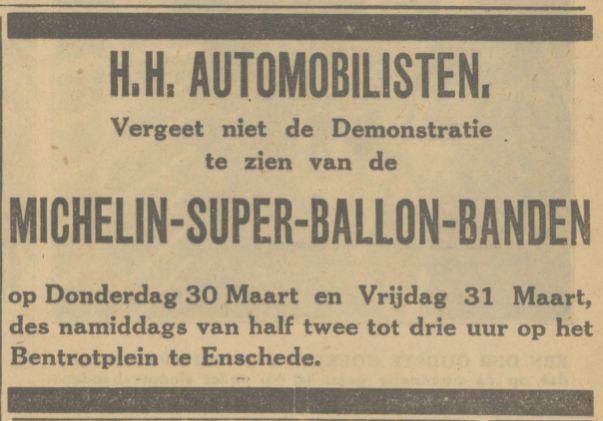 H.H. AUTOMOBILISTEN.
Vergeet niet de Demonstratie
te zien van de
MICHELIN-SUPER-BALLON-BANDEN
op Donderdag 30 Maart en Vrijdag 31 Maart,
des namiddags van half twee tot drie uur op het
Bentrotplein te Enschede.